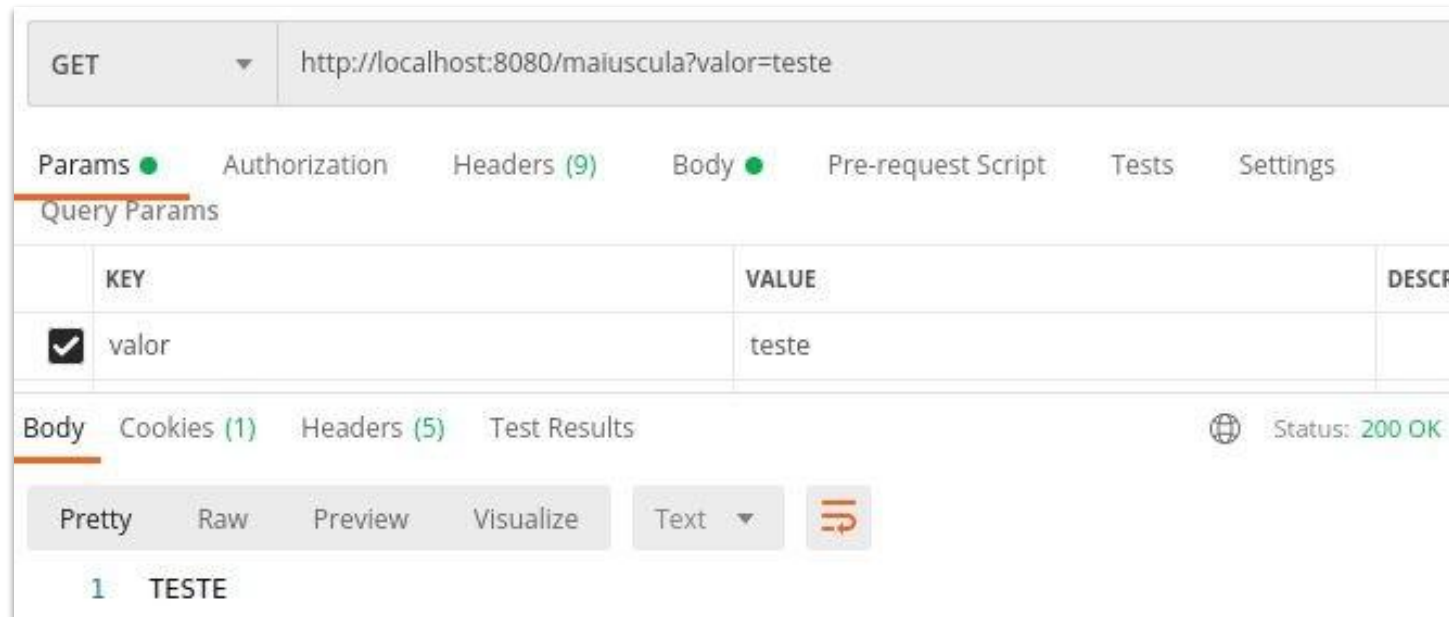 GET http://localhost:8080/maiuscula?valor=teste
Params Authorization Headers (9) Body Pre-request Script Tests Settings
Query Params
KEY VALUE DESCR
valor teste
Body Cookies (1) Headers (5) Test Results Status: 200 OK
Pretty Raw Preview Visualize Text
1 TESTE